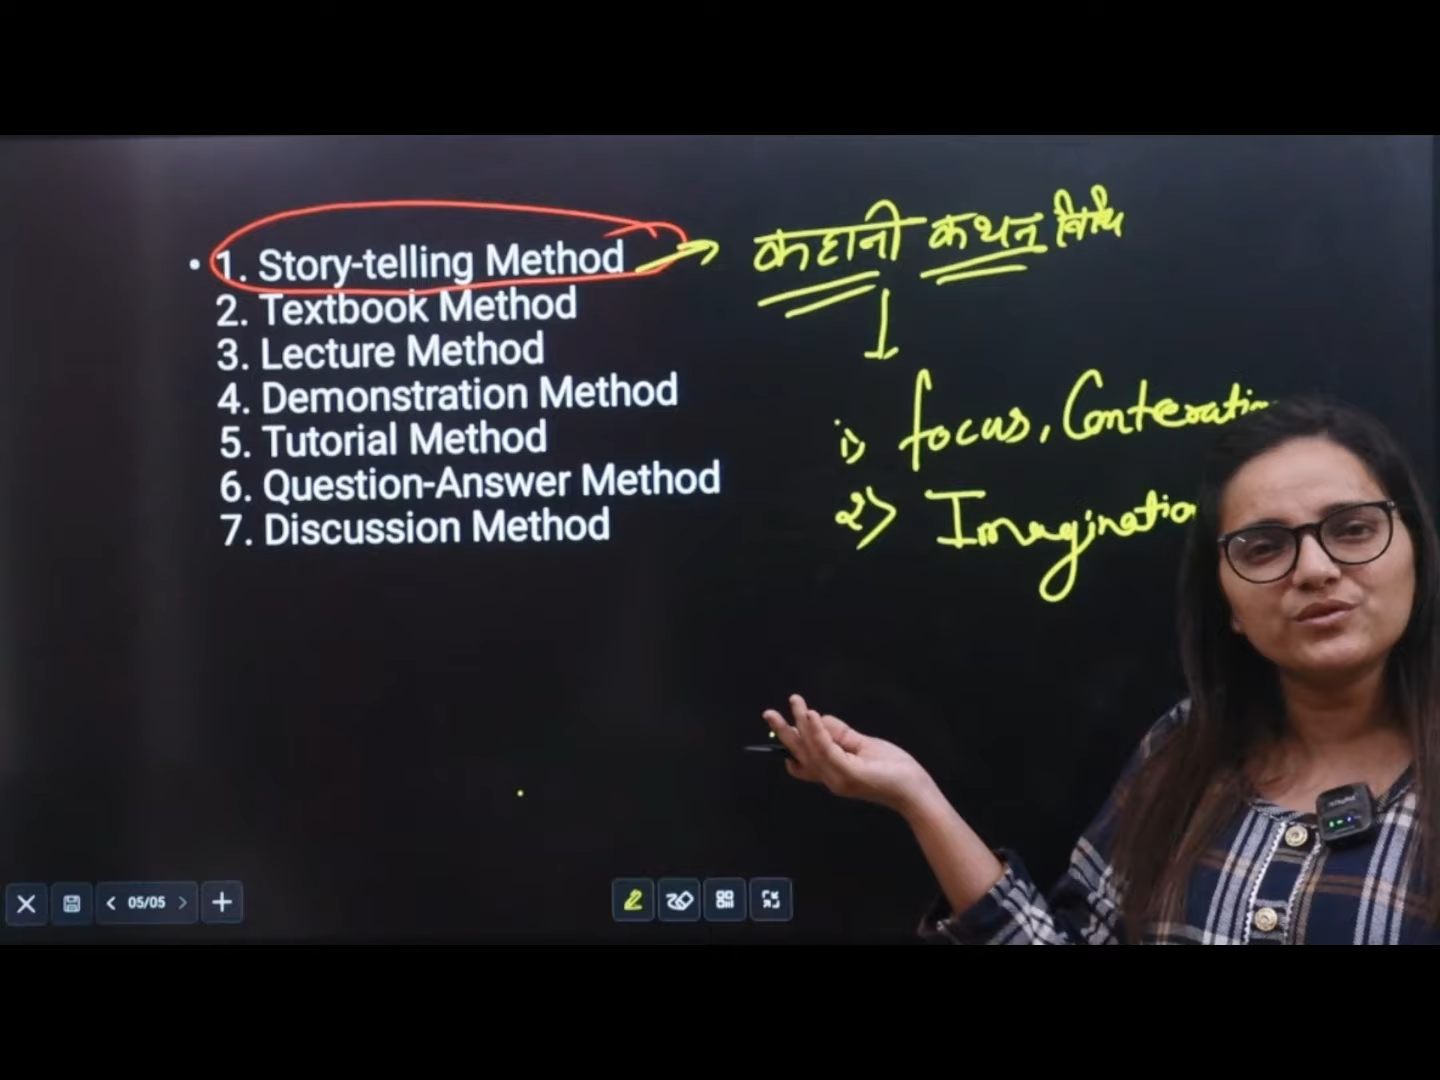 • 1. Story-telling Method
2. Textbook Method
3. Lecture Method
4. Demonstration Method
5. Tutorial Method
6. Question-Answer Method
7. Discussion Method
कहानी कथन विधि
1) focus,
2) Imaginatio
05/05